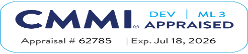 CMMI® DEV | ML3
APPRAISED
Appraisal # 62785 | Exp. Jul 18, 2026